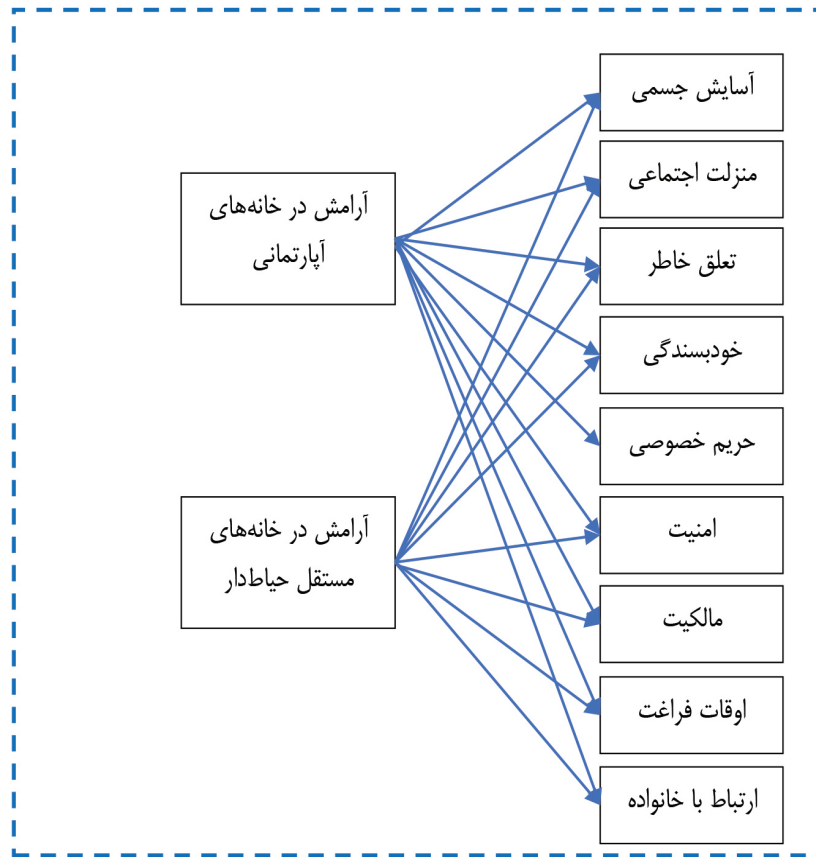 آسایش جسمی
منزلت اجتماعی
آرامش در خانه‌های
آپارتمانی
تعلق خاطر
خودبسندگی
حریم خصوصی
آرامش در خانه‌های
مستقل حیاط‌دار
امنیت
مالکیت
اوقات فراغت
ارتباط با خانواده